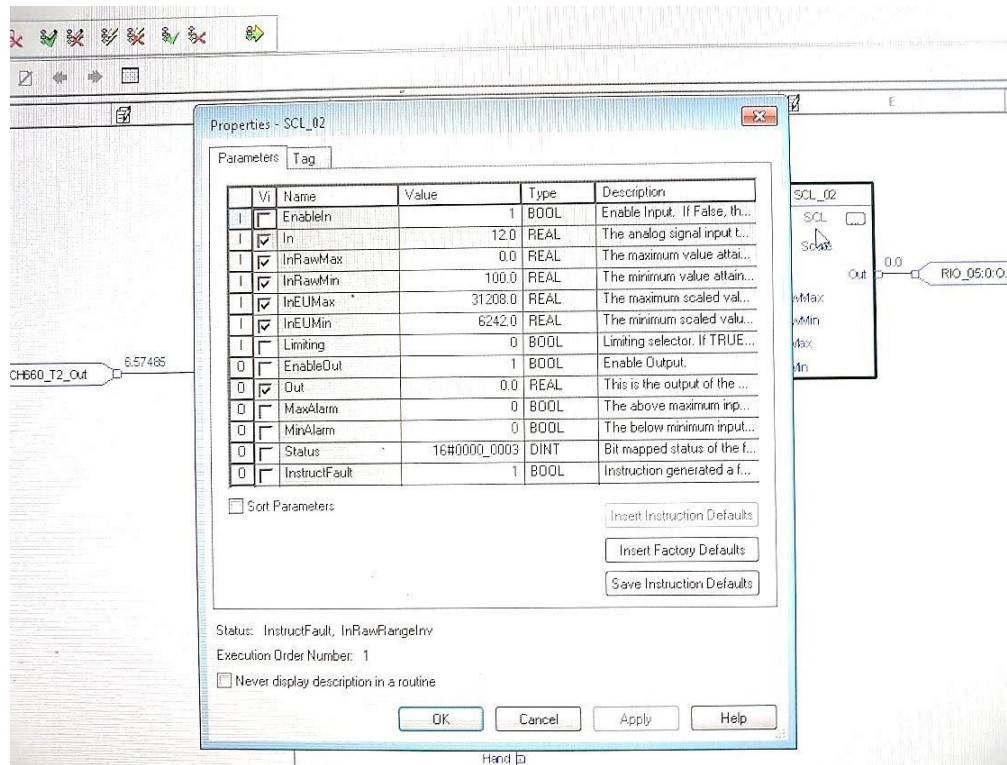 E
Properties - SCL_02
Parameters Tag
Vi Name Value Type Description
I EnableIn 1 BOOL Enable Input. If False, th...
I In 12.0 REAL The analog signal input t...
I InRawMax 0.0 REAL The maximum value attai...
I InRawMin 100.0 REAL The minimum value attain...
I InEUMax 31208.0 REAL The maximum scaled val...
I InEUMin 6242.0 REAL The minimum scaled valu...
I Limiting 0 BOOL Limiting selector. If TRUE...
O EnableOut 1 BOOL Enable Output.
O Out 0.0 REAL This is the output of the ...
O MaxAlarm 0 BOOL The above maximum inp...
O MinAlarm 0 BOOL The below minimum input...
O Status 16#0000_0003 DINT Bit mapped status of the f...
O InstructFault 1 BOOL Instruction generated a f...
Sort Parameters
Insert Instruction Defaults
Insert Factory Defaults
Save Instruction Defaults
Status: InstructFault, InRawRangeInv
Execution Order Number: 1
Never display description in a routine
OK Cancel Apply Help
6.57485
CH660_T2_Out
SCL_02
SCL ...
Scale
Out 0.0 RIO_05:0:O.
wMax
wMin
Max
Min
Hand